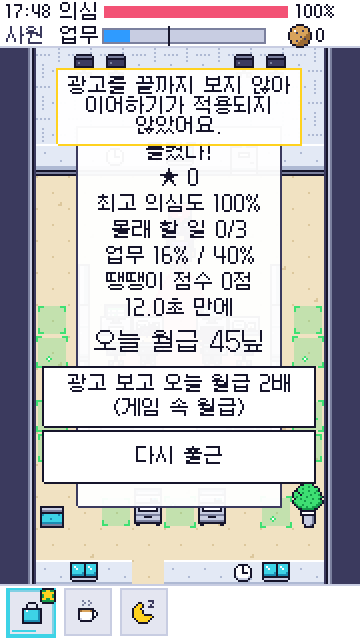 17:48 의심 100%
사원 업무 0
광고를 끝까지 보지 않아
이어하기가 적용되지
않았어요.
들켰다!
★ 0
최고 의심도 100%
몰래 할 일 0/3
업무 16% / 40%
땡땡이 점수 0점
12.0초 만에
오늘 월급 45닢
광고 보고 오늘 월급 2배
(게임 속 월급)
다시 출근
z